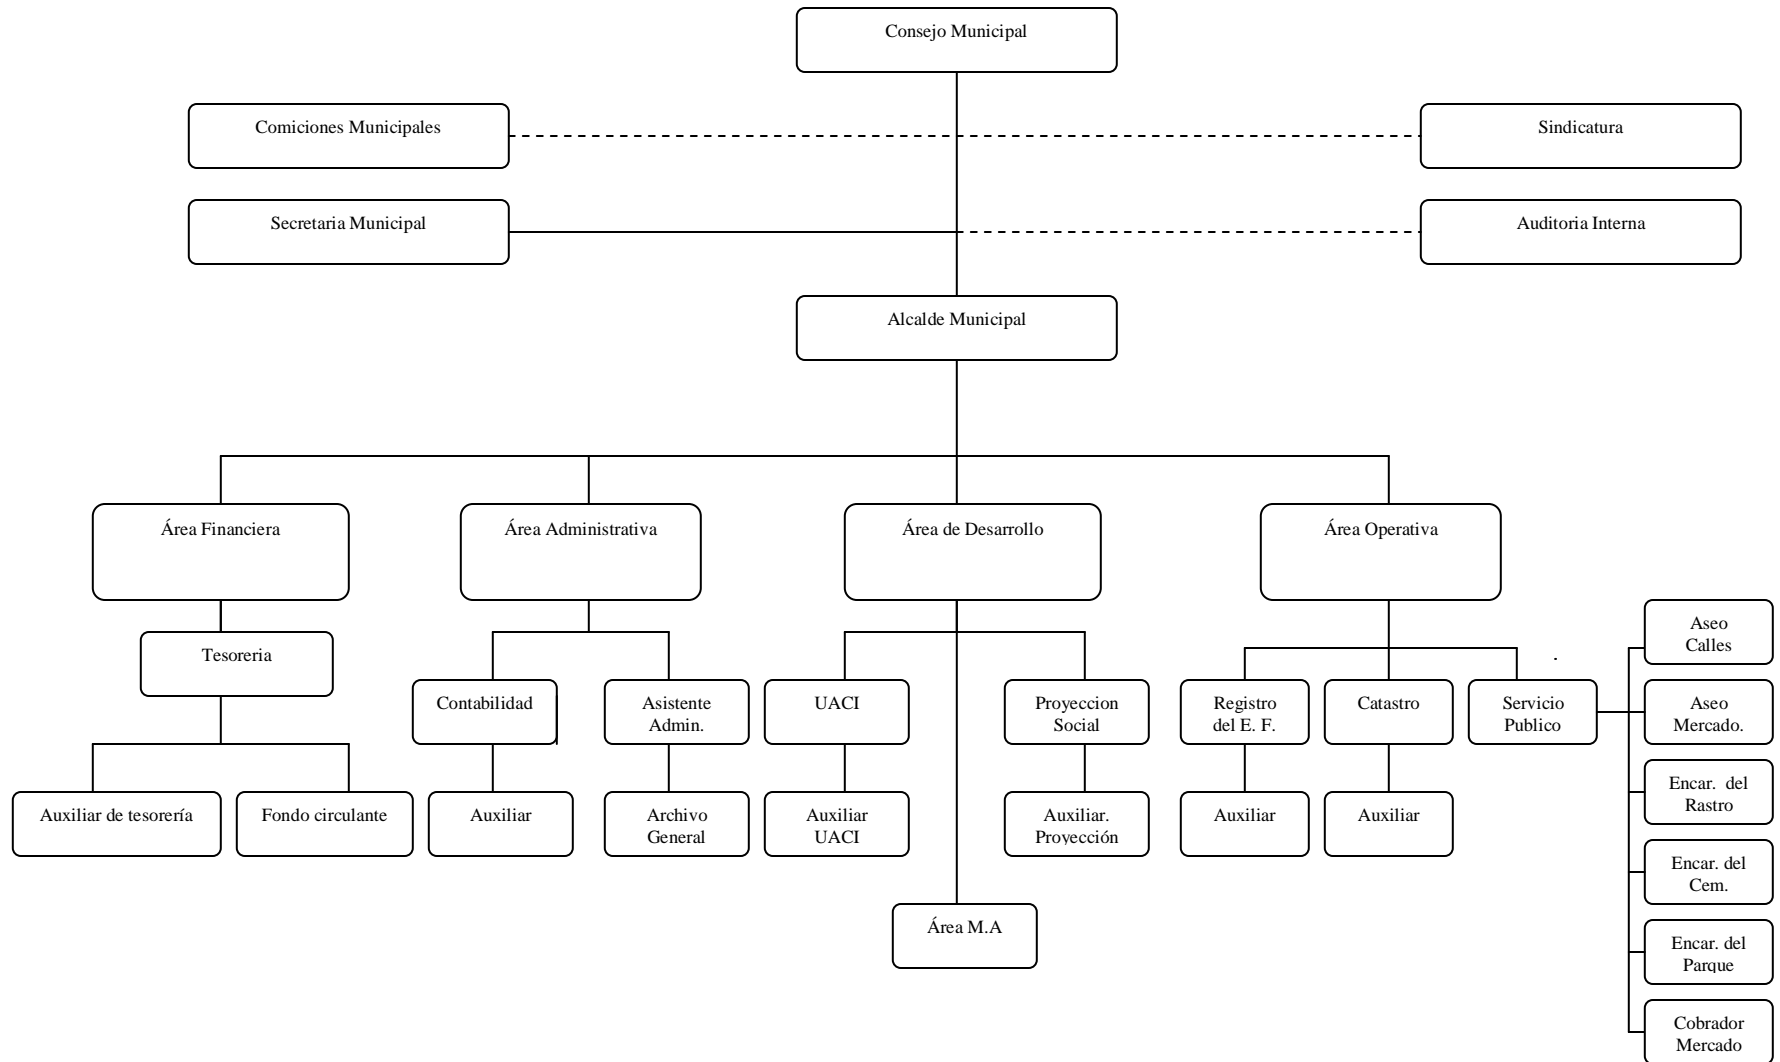 Consejo Municipal
Comiciones Municipales
Sindicatura
Secretaria Municipal
Auditoria Interna
Alcalde Municipal
Área Financiera
Área Administrativa
Área de Desarrollo
Área Operativa
Tesoreria
Contabilidad
Asistente
Admin.
UACI
Proyeccion
Social
Registro
del E. F.
Catastro
Servicio
Publico
Auxiliar de tesorería
Fondo circulante
Auxiliar
Archivo
General
Auxiliar
UACI
Auxiliar.
Proyección
Auxiliar
Auxiliar
Área M.A
Aseo
Calles
Aseo
Mercado.
Encar.  del
Rastro
Encar. del
Cem.
Encar. del
Parque
Cobrador
Mercado